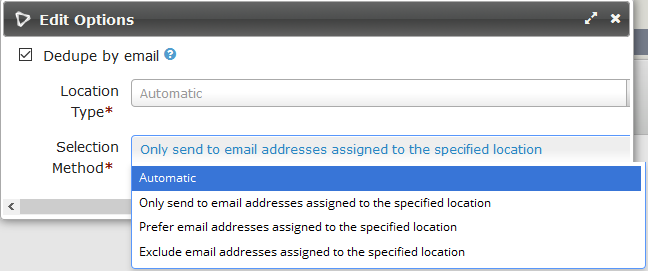 Edit Options
Dedupe by email
Location
Type*
Automatic
Selection
Method*
Only send to email addresses assigned to the specified location
Automatic
Only send to email addresses assigned to the specified location
Prefer email addresses assigned to the specified location
Exclude email addresses assigned to the specified location